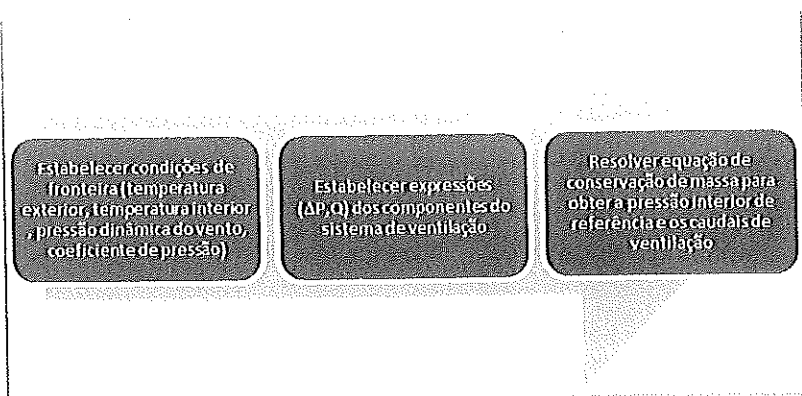 Estabelecer condições de
fronteira (temperatura
exterior, temperatura interior
, pressão dinâmica do vento,
coeficiente de pressão)
Estabelecer expressões
(ΔP,Q) dos componentes do
sistema de ventilação
Resolver equação de
conservação de massa para
obter a pressão interior de
referência e os caudais de
ventilação